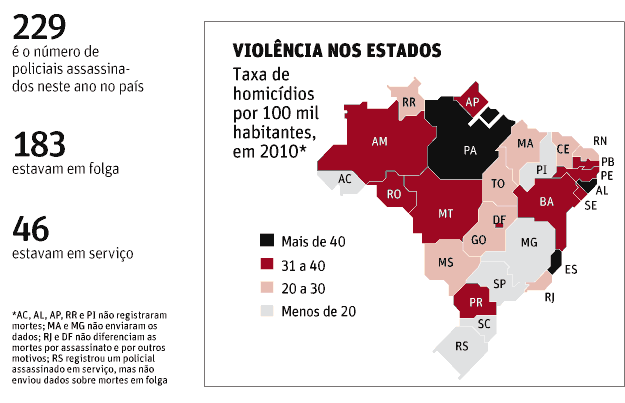 229
é o número de
policiais assassina-
dos neste ano no país
183
estavam em folga
46
estavam em serviço
*AC, AL, AP, RR e PI não registraram
mortes; MA e MG não enviaram os
dados; RJ e DF não diferenciam as
mortes por assassinato e por outros
motivos; RS registrou um policial
assassinado em serviço, mas não
enviou dados sobre mortes em folga
VIOLÊNCIA NOS ESTADOS
Taxa de
homicídios
por 100 mil
habitantes,
em 2010*
RR
AP
AM
PA
MA
CE
RN
PB
PE
AL
SE
PI
AC
RO
TO
BA
MT
DF
GO
MG
MS
ES
SP
RJ
PR
SC
RS
Mais de 40
31 a 40
20 a 30
Menos de 20